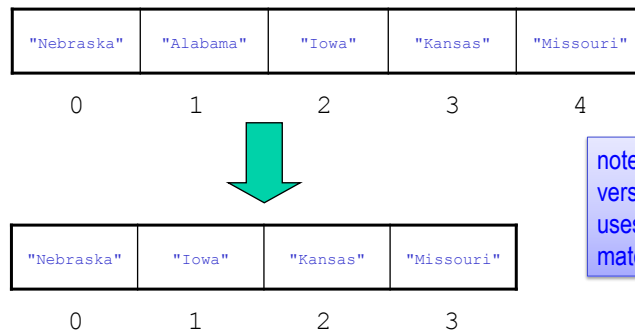 "Nebraska" "Alabama" "Iowa" "Kansas" "Missouri"
0 1 2 3 4
note
vers
uses
mat
"Nebraska" "Iowa" "Kansas" "Missouri"
0 1 2 3